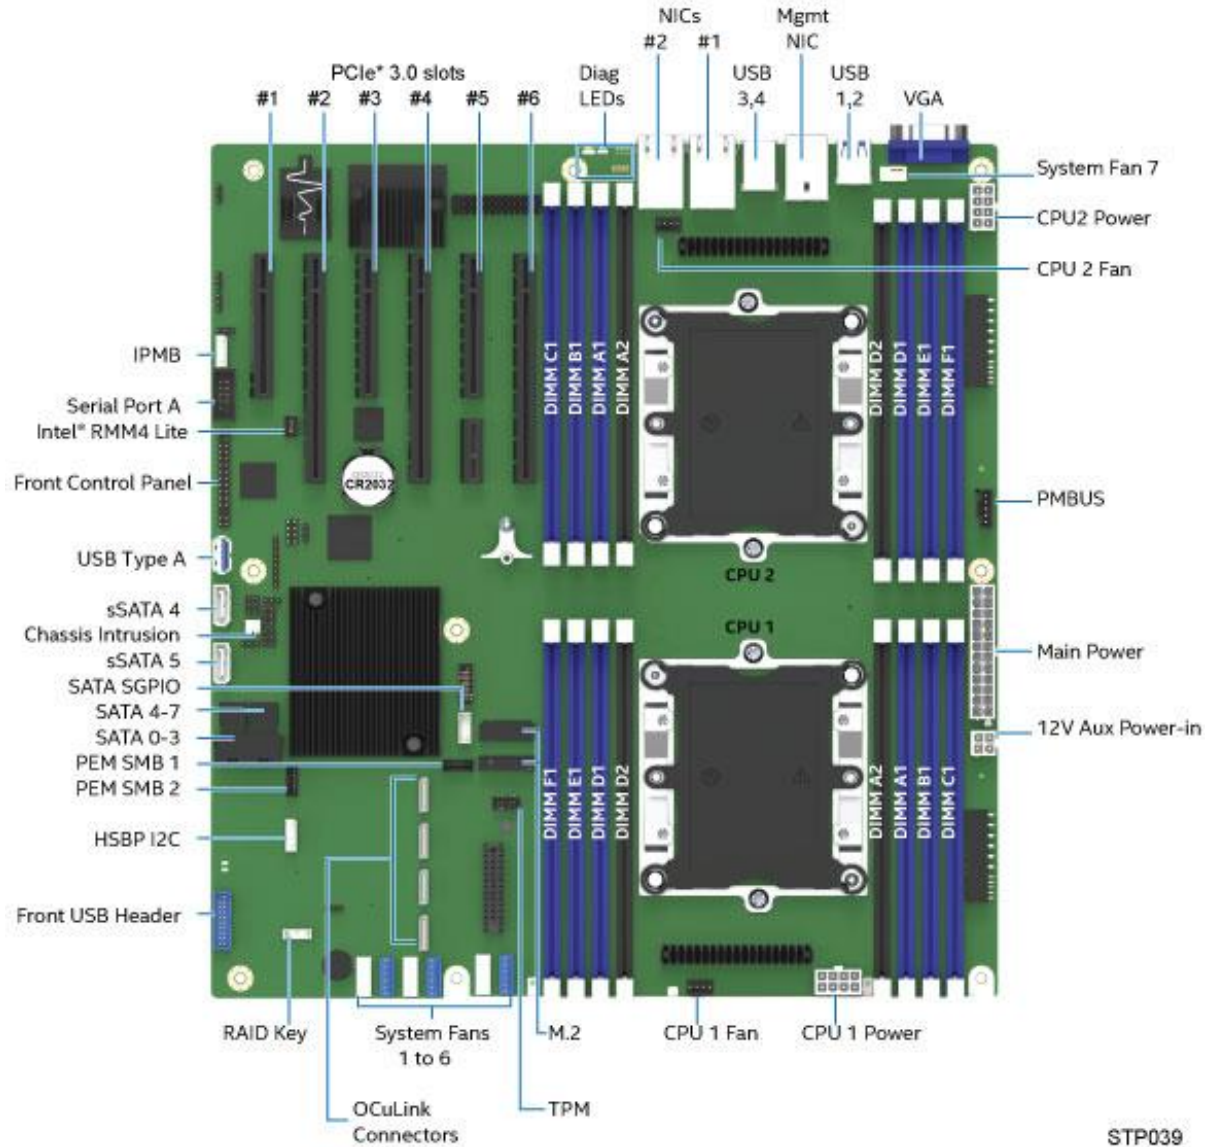 NICs
Mgmt
#2
#1
NIC
PCIe* 3.0 slots
Diag
LEDs
USB
3,4
USB
1,2
VGA
#1
#2
#3
#4
#5
#6
System Fan 7
CPU2 Power
CPU 2 Fan
IPMB
Serial Port A
Intel® RMM4 Lite
Front Control Panel
USB Type A
sSATA 4
Chassis Intrusion
sSATA 5
SATA SGPIO
SATA 4-7
SATA 0-3
PEM SMB 1
PEM SMB 2
HSBP I2C
Front USB Header
CR2032
DIMM C1
DIMM B1
DIMM A1
DIMM A2
DIMM D2
DIMM D1
DIMM E1
DIMM F1
CPU 2
CPU 1
DIMM F1
DIMM E1
DIMM D1
DIMM D2
DIMM A2
DIMM A1
DIMM B1
DIMM C1
PMBUS
Main Power
12V Aux Power-in
RAID Key
System Fans
1 to 6
M.2
CPU 1 Fan
CPU 1 Power
OCuLink
Connectors
TPM
STP039